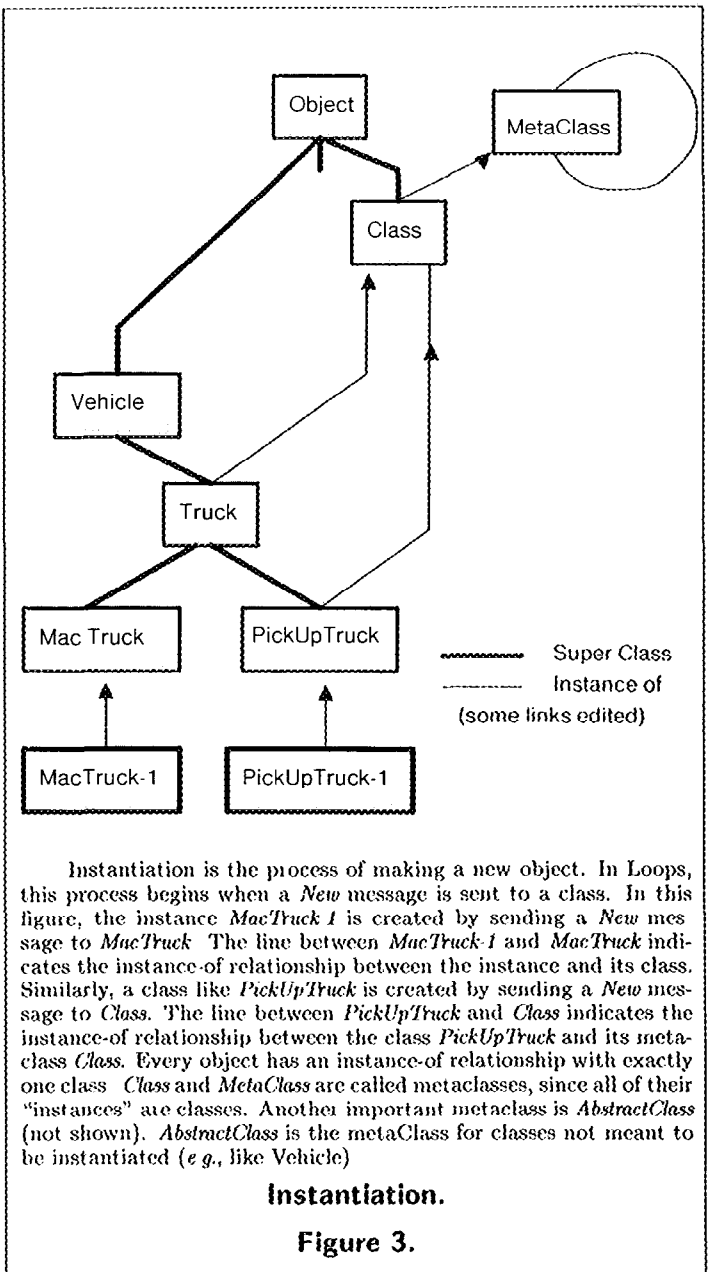 Object
MetaClass
Class
Vehicle
Truck
Mac Truck
PickUpTruck
Super Class
Instance of
(some links edited)
MacTruck-1
PickUpTruck-1
Instantiation is the process of making a new object. In Loops,
this process begins when a New message is sent to a class. In this
figure, the instance MacTruck 1 is created by sending a New mes-
sage to MacTruck The line between MacTruck-1 and MacTruck indi-
cates the instance-of relationship between the instance and its class.
Similarly, a class like PickUpTruck is created by sending a New mes-
sage to Class. The line between PickUpTruck and Class indicates the
instance-of relationship between the class PickUpTruck and its meta-
class Class. Every object has an instance-of relationship with exactly
one class Class and MetaClass are called metaclasses, since all of their
"instances" are classes. Another important metaclass is AbstractClass
(not shown). AbstractClass is the metaClass for classes not meant to
be instantiated (e g., like Vehicle)
Instantiation.
Figure 3.